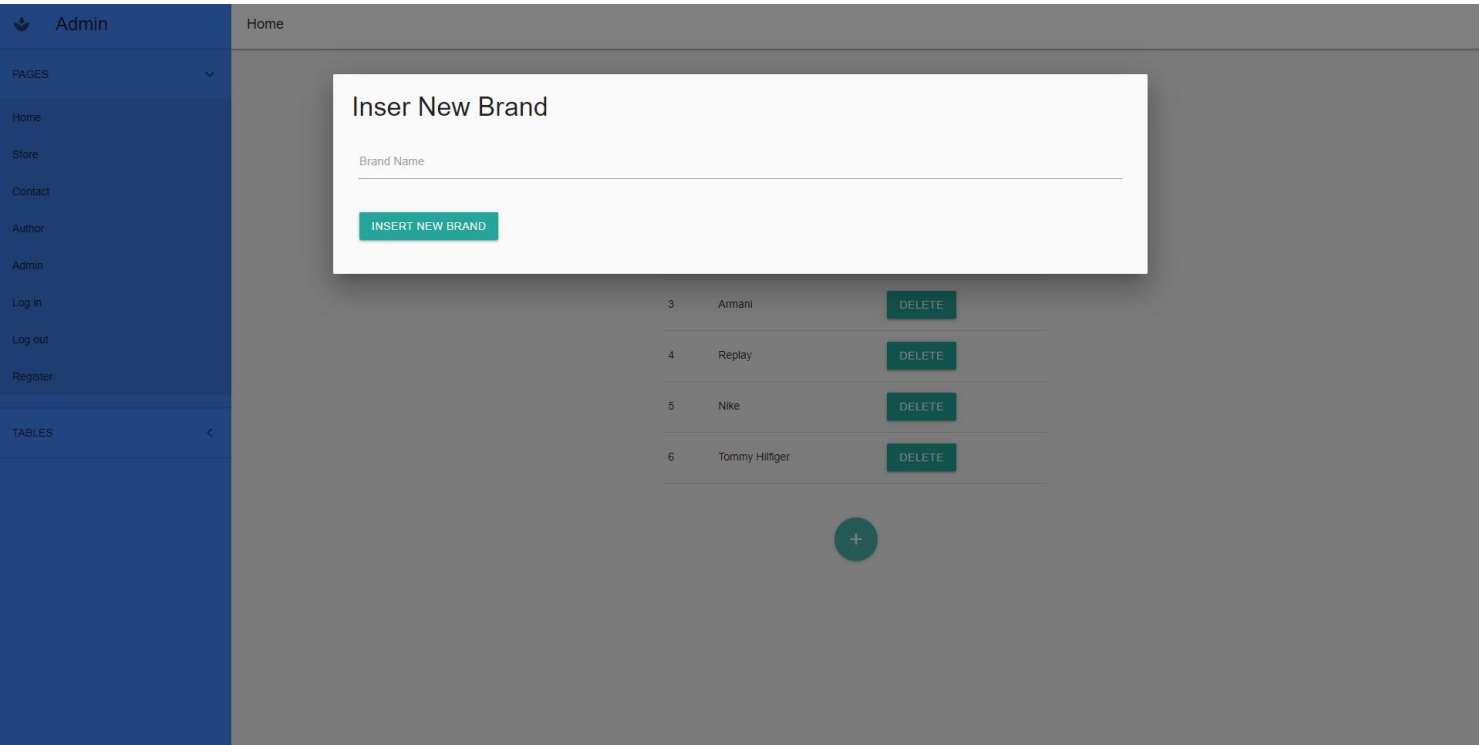 Admin
Home
PAGES
Home
Store
Contact
Author
Admin
Log in
Log out
Register
TABLES
Inser New Brand
Brand Name
INSERT NEW BRAND
3 Armani DELETE
4 Replay DELETE
5 Nike DELETE
6 Tommy Hilfiger DELETE
+